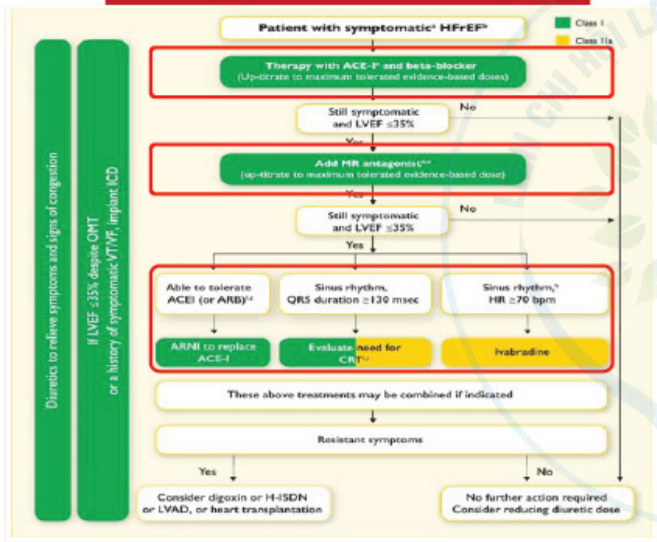 Patient with symptomaticᵃ HFrEFᵇ
Class I
Class IIa
Therapy with ACE-Iᶜ and beta-blocker
(Up-titrate to maximum tolerated evidence-based doses)
Still symptomatic
and LVEF ≤35%
No
Yes
Add MR antagonist
(up-titrate to maximum tolerated evidence-based dose)
Yes
Still symptomatic
and LVEF ≤35%
No
Yes
Able to tolerate
ACEI (or ARB)
Sinus rhythm,
QRS duration ≥130 msec
Sinus rhythm,
HR ≥70 bpm
ARNI to replace
ACE-I
Evaluate need for
CRT
Ivabradine
These above treatments may be combined if indicated
Resistant symptoms
Yes
No
Consider digoxin or H-ISDN
or LVAD, or heart transplantation
No further action required
Consider reducing diuretic dose
Diuretics to relieve symptoms and signs of congestion
If LVEF ≤35% despite OMT
or a history of symptomatic VT/VF, implant ICD